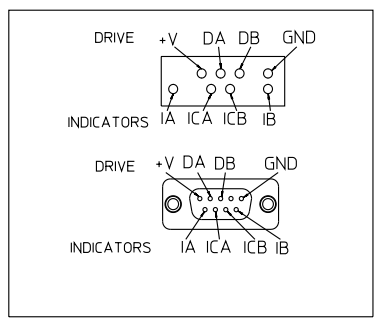 DRIVE +V DA DB GND
INDICATORS IA ICA ICB IB
DRIVE +V DA DB GND
INDICATORS IA ICA ICB IB